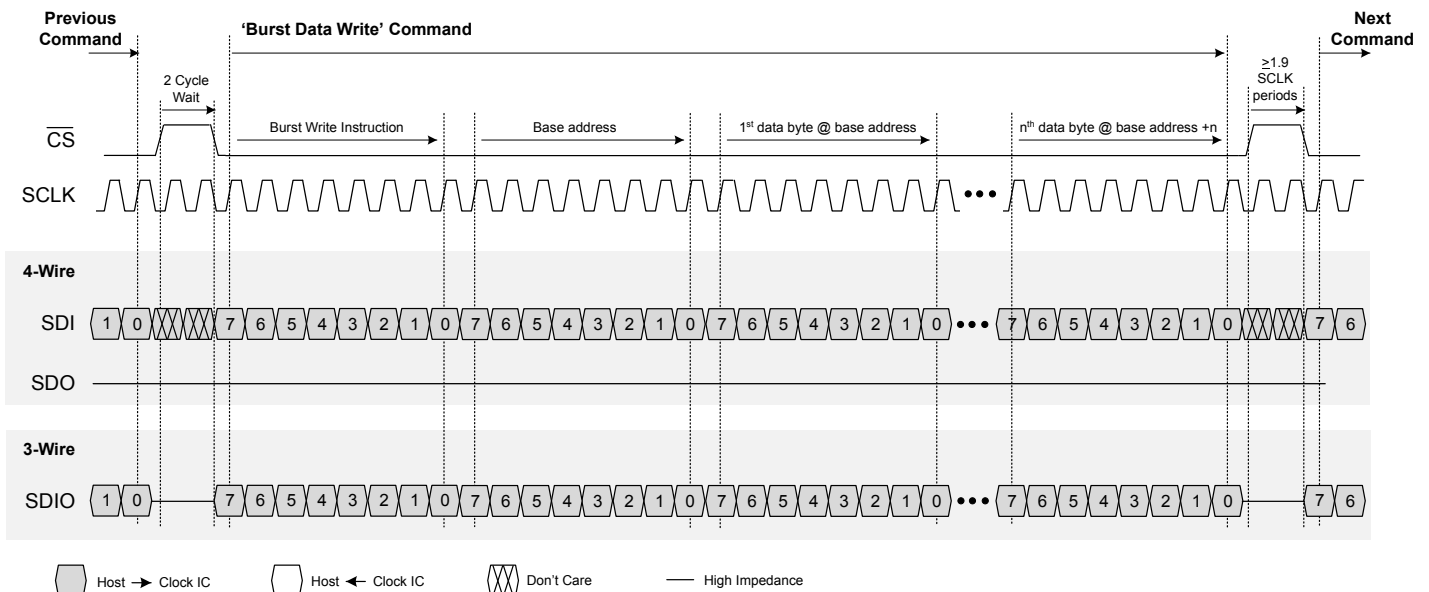 Previous
Command
'Burst Data Write' Command
Next
Command
2 Cycle
Wait
≥1.9
SCLK
periods
CS
Burst Write Instruction
Base address
1st data byte @ base address
nth data byte @ base address +n
SCLK
4-Wire
SDI 1 0 7 6 5 4 3 2 1 0 7 6 5 4 3 2 1 0 7 6 5 4 3 2 1 0 ••• 7 6 5 4 3 2 1 0 7 6
SDO
3-Wire
SDIO 1 0 7 6 5 4 3 2 1 0 7 6 5 4 3 2 1 0 7 6 5 4 3 2 1 0 ••• 7 6 5 4 3 2 1 0 7 6
Host → Clock IC
Host ← Clock IC
Don't Care
High Impedance